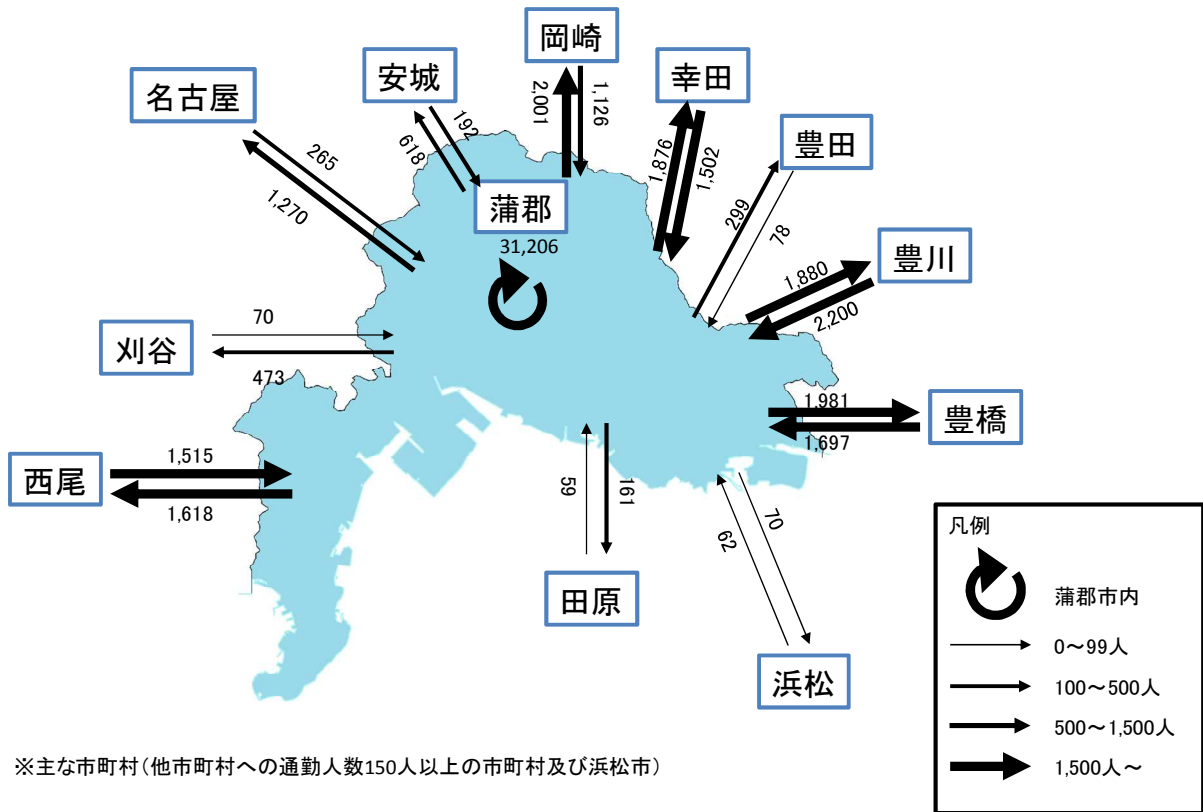 岡崎
安城
幸田
名古屋
2,001
1,126
192
618
豊田
1,876
1,502
265
1,270
蒲郡
31,206
299
78
豊川
1,880
2,200
70
刈谷
473
1,981
豊橋
1,697
西尾
1,515
1,618
59
161
70
62
田原
浜松
凡例
蒲郡市内
0~99人
100~500人
500~1,500人
1,500人~
※主な市町村(他市町村への通勤人数150人以上の市町村及び浜松市)